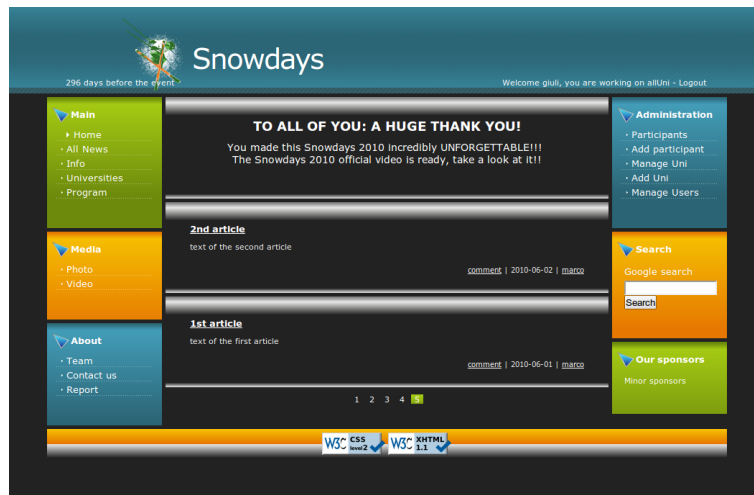 Snowdays
296 days before the event
Welcome giuli, you are working on allUni - Logout
Main
Home
All News
Info
Universities
Program
Media
Photo
Video
About
Team
Contact us
Report
TO ALL OF YOU: A HUGE THANK YOU!
You made this Snowdays 2010 incredibly UNFORGETTABLE!!!
The Snowdays 2010 official video is ready, take a look at it!!
2nd article
text of the second article
comment | 2010-06-02 | marco
1st article
text of the first article
comment | 2010-06-01 | marco
1 2 3 4 5
Administration
Participants
Add participant
Manage Uni
Add Uni
Manage Users
Search
Google search
Search
Our sponsors
Minor sponsors
W3C CSS level 2
W3C XHTML 1.1